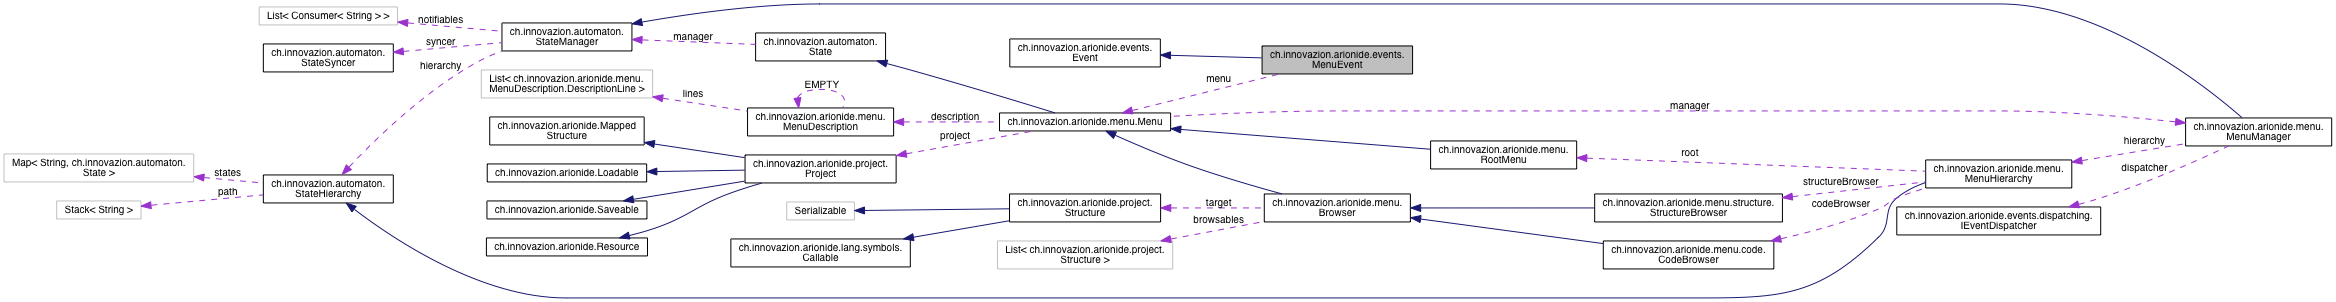 List< Consumer< String > >
notifiables
ch.innovazion.automaton.
StateManager
syncer
ch.innovazion.automaton.
StateSyncer
hierarchy
manager
ch.innovazion.automaton.
State
ch.innovazion.arionide.events.
Event
ch.innovazion.arionide.events.
MenuEvent
menu
List< ch.innovazion.arionide.menu.
MenuDescription.DescriptionLine >
lines
EMPTY
ch.innovazion.arionide.menu.
MenuDescription
description
ch.innovazion.arionide.menu.Menu
manager
ch.innovazion.arionide.menu.
MenuManager
ch.innovazion.arionide.Mapped
Structure
project
ch.innovazion.arionide.menu.
RootMenu
root
hierarchy
dispatcher
Map< String, ch.innovazion.automaton.
State >
states
path
Stack< String >
ch.innovazion.automaton.
StateHierarchy
ch.innovazion.arionide.Loadable
ch.innovazion.arionide.project.
Project
ch.innovazion.arionide.menu.
MenuHierarchy
structureBrowser
codeBrowser
ch.innovazion.arionide.Saveable
Serializable
ch.innovazion.arionide.project.
Structure
target
browsables
ch.innovazion.arionide.menu.
Browser
ch.innovazion.arionide.menu.structure.
StructureBrowser
ch.innovazion.arionide.events.dispatching.
IEventDispatcher
ch.innovazion.arionide.Resource
ch.innovazion.arionide.lang.symbols.
Callable
List< ch.innovazion.arionide.project.
Structure >
ch.innovazion.arionide.menu.code.
CodeBrowser